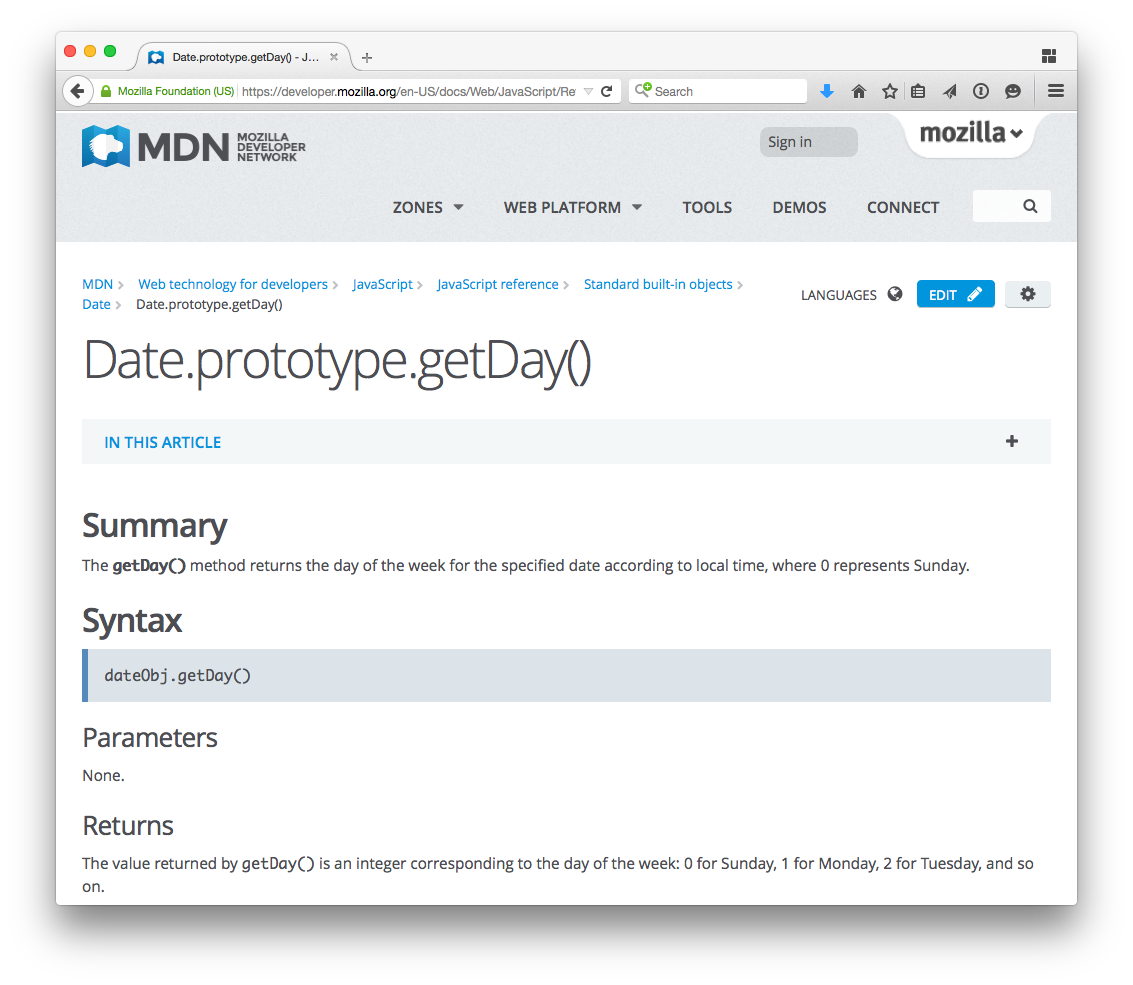 Date.prototype.getDay() - J...
Mozilla Foundation (US) https://developer.mozilla.org/en-US/docs/Web/JavaScript/Re
Search
MDN MOZILLA
DEVELOPER
NETWORK
Sign in
mozilla
ZONES WEB PLATFORM TOOLS DEMOS CONNECT
MDN Web technology for developers JavaScript JavaScript reference Standard built-in objects
Date Date.prototype.getDay()
LANGUAGES EDIT
Date.prototype.getDay()
IN THIS ARTICLE
Summary
The getDay() method returns the day of the week for the specified date according to local time, where 0 represents Sunday.
Syntax
dateObj.getDay()
Parameters
None.
Returns
The value returned by getDay() is an integer corresponding to the day of the week: 0 for Sunday, 1 for Monday, 2 for Tuesday, and so
on.